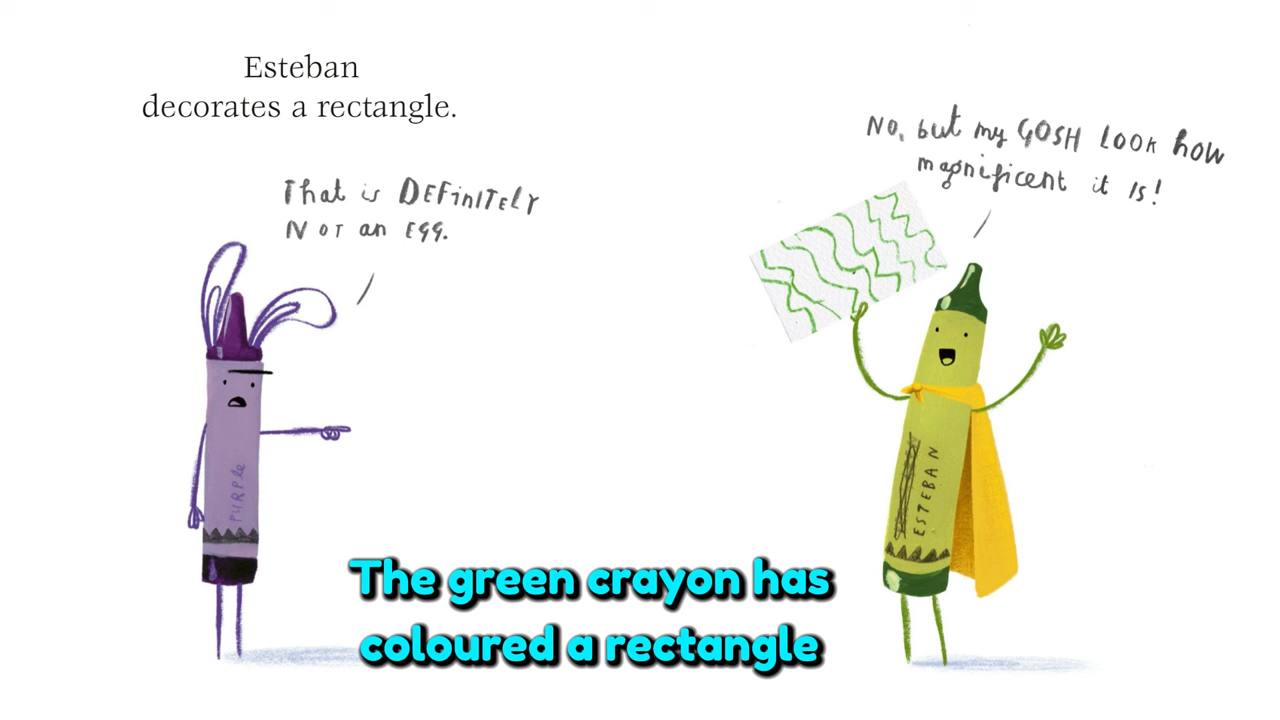 Esteban
decorates a rectangle.
No, but my GOSH LOOK how
magnificent it is!
That is DEFiniTELY
NOT an EGG.
PURPle
ESTEBAN
The green crayon has
coloured a rectangle